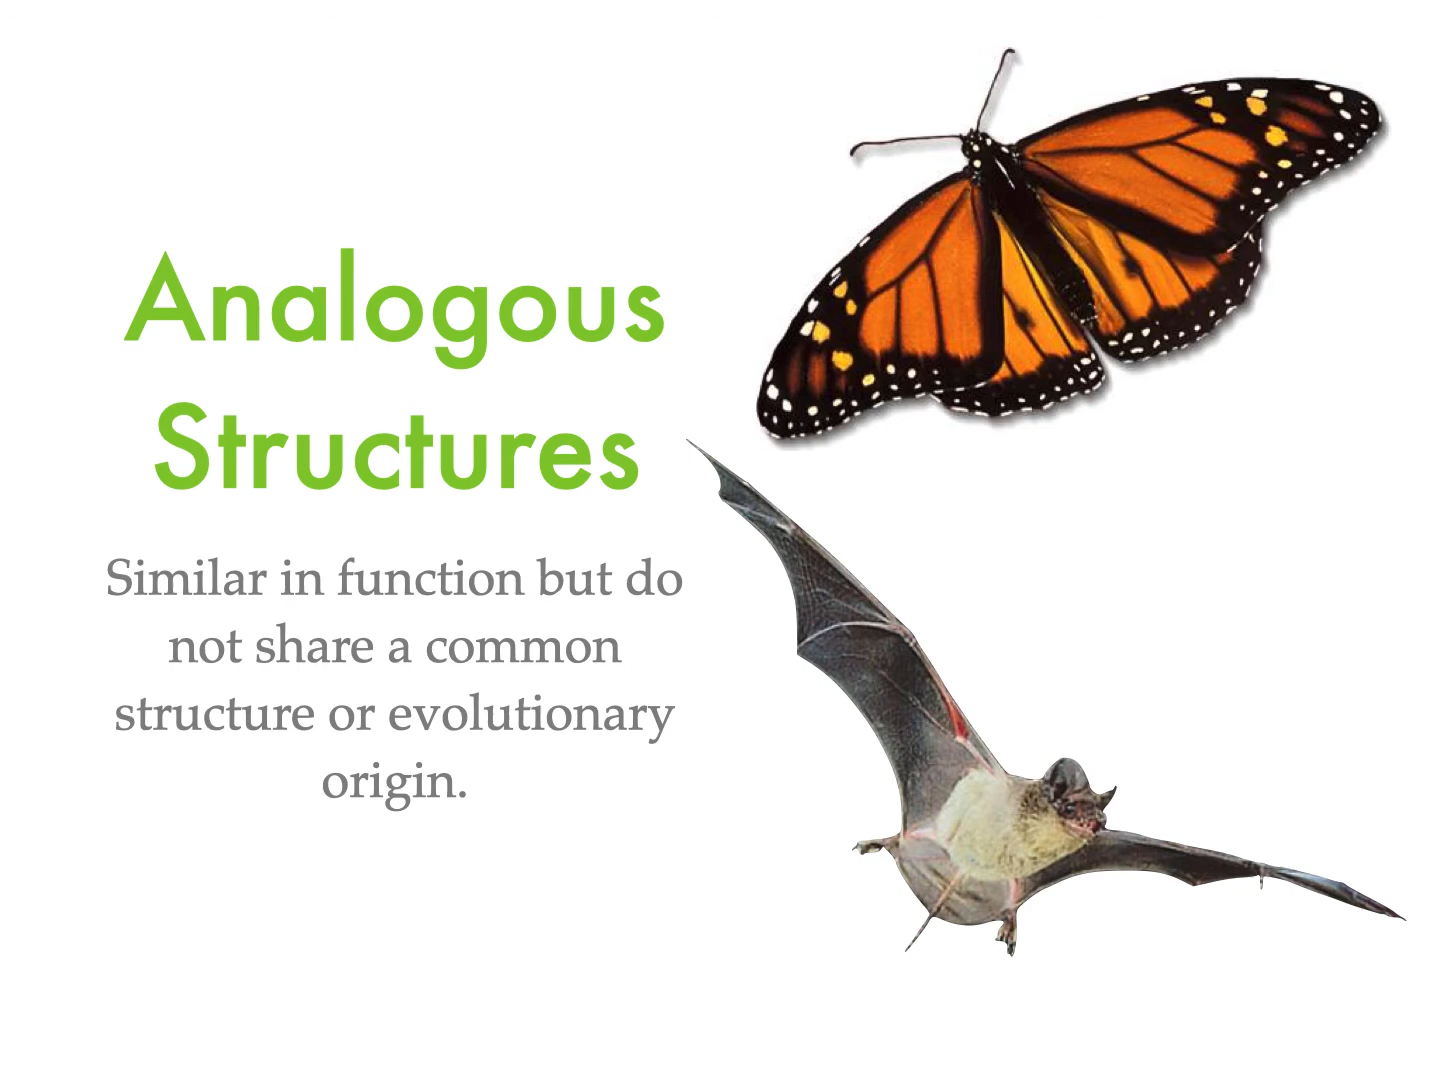 Analogous
Structures
Similar in function but do
not share a common
structure or evolutionary
origin.